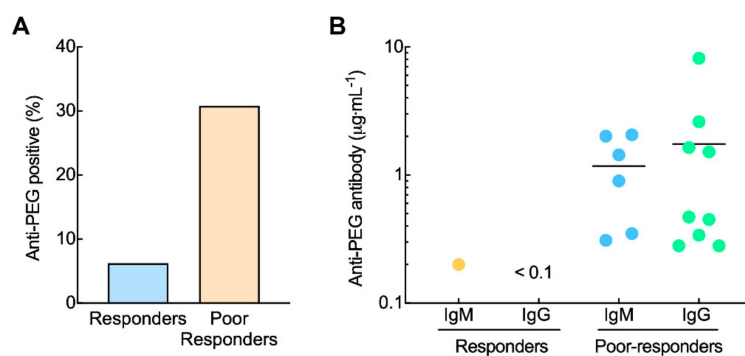 A
Anti-PEG positive (%)
40
30
20
10
0
Responders
Poor
Responders
B
Anti-PEG antibody (µg·mL⁻¹)
10
1
0.1
< 0.1
IgM IgG IgM IgG
Responders Poor-responders